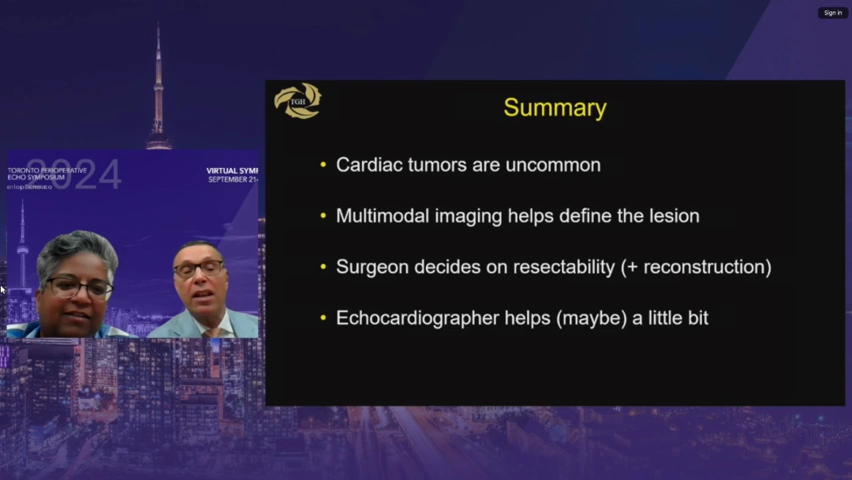 Sign in
TGH
Summary
• Cardiac tumors are uncommon
• Multimodal imaging helps define the lesion
• Surgeon decides on resectability (+ reconstruction)
• Echocardiographer helps (maybe) a little bit
2024
TORONTO PERIOPERATIVE
ECHO SYMPOSIUM
VIRTUAL SYMP
SEPTEMBER 21-